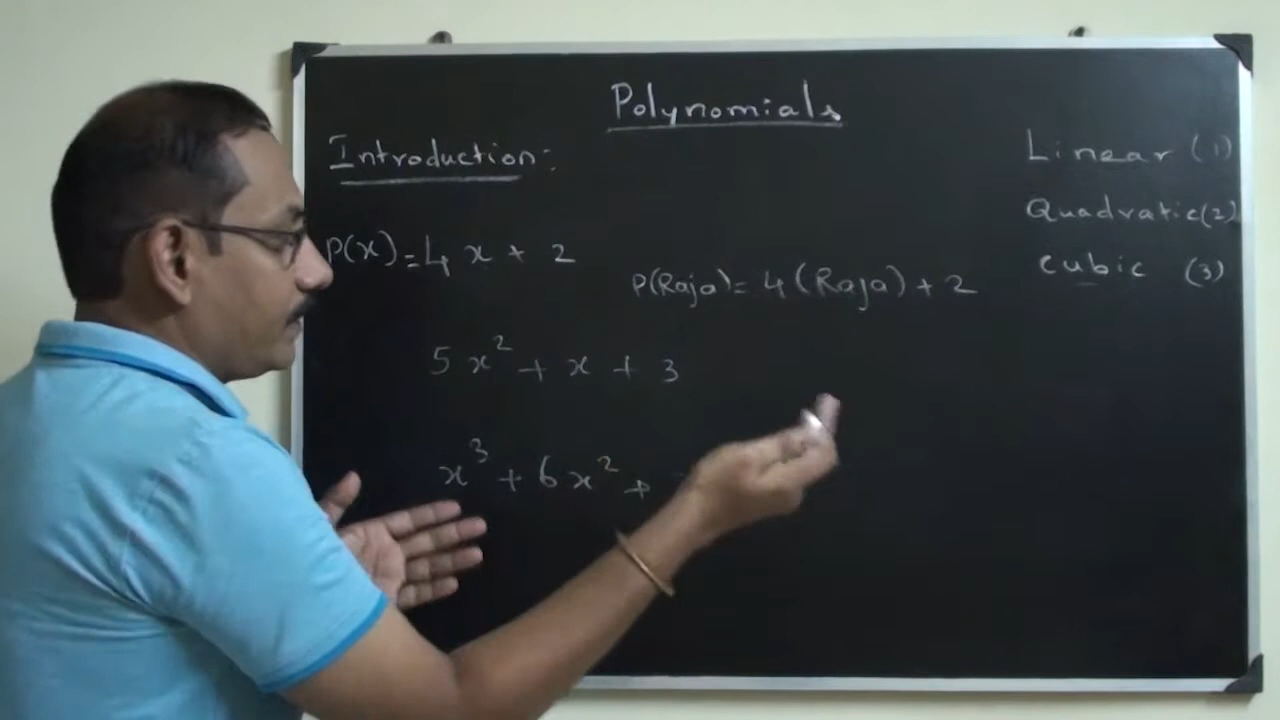 Polynomials
Introduction:
P(x)=4x + 2
P(Raja)= 4(Raja)+2
5x² + x + 3
x³ + 6x² +
Linear (1)
Quadratic(2)
cubic (3)